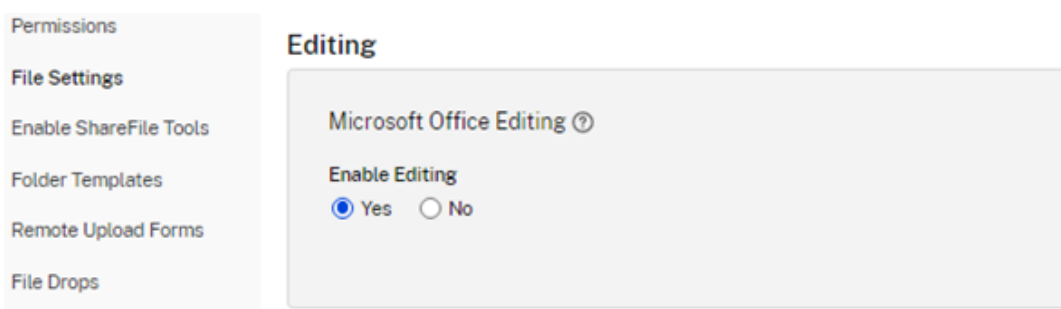 Permissions
File Settings
Enable ShareFile Tools
Folder Templates
Remote Upload Forms
File Drops
Editing
Microsoft Office Editing
Enable Editing
Yes No